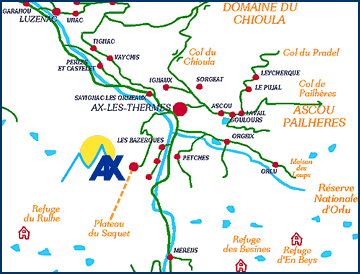 GARANOU
LUZENAC
UNAC
DOMAINE DU
CHIOULA
TIGNAC
VAYCHIS
Col du
Chioula
Col du Pradel
PERLES
ET CASTELET
IGNAUX
SORGEAT
LEYCHERQUE
LE PUJAL
Col de
Pailhères
SAVIGNAC LES ORMEAUX
AX-LES-THERMES
ASCOU
LAVAIL
GOULOURS
ASCOU
PAILHERES
LES BAZERQUES
ORGEIX
AX
PETCHES
ORLU
Maison
des
Loups
Réserve
Nationale
d'Orlu
Refuge
du Rulhe
Plateau
du Saquet
Refuge
des Besines
Refuge
d'En Beys
MERENS